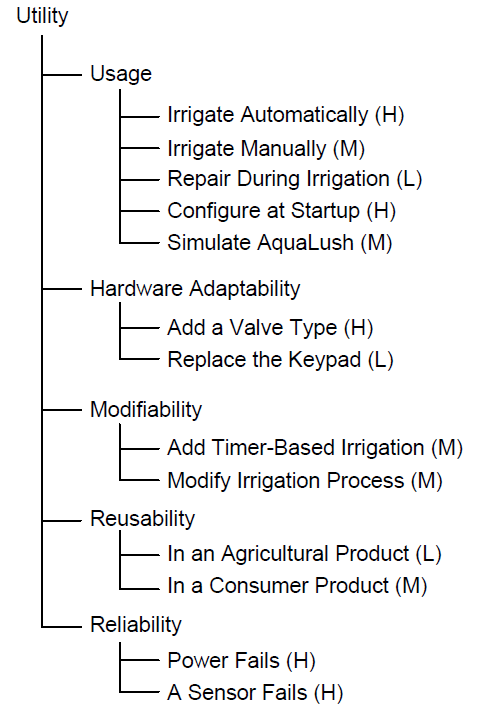 Utility
Usage
Irrigate Automatically (H)
Irrigate Manually (M)
Repair During Irrigation (L)
Configure at Startup (H)
Simulate AquaLush (M)
Hardware Adaptability
Add a Valve Type (H)
Replace the Keypad (L)
Modifiability
Add Timer-Based Irrigation (M)
Modify Irrigation Process (M)
Reusability
In an Agricultural Product (L)
In a Consumer Product (M)
Reliability
Power Fails (H)
A Sensor Fails (H)